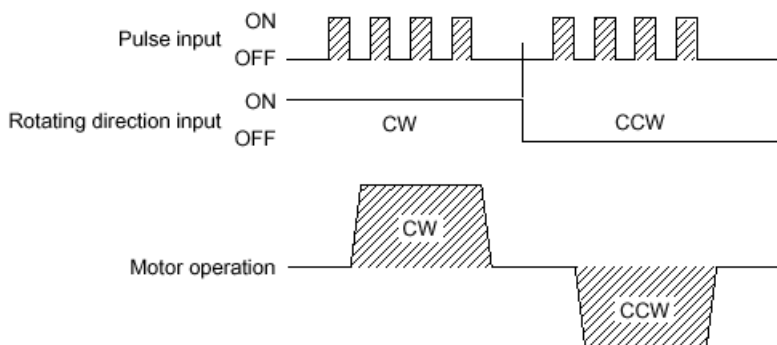 ON
Pulse input
OFF
ON
Rotating direction input
CW
CCW
OFF
CW
Motor operation
CCW